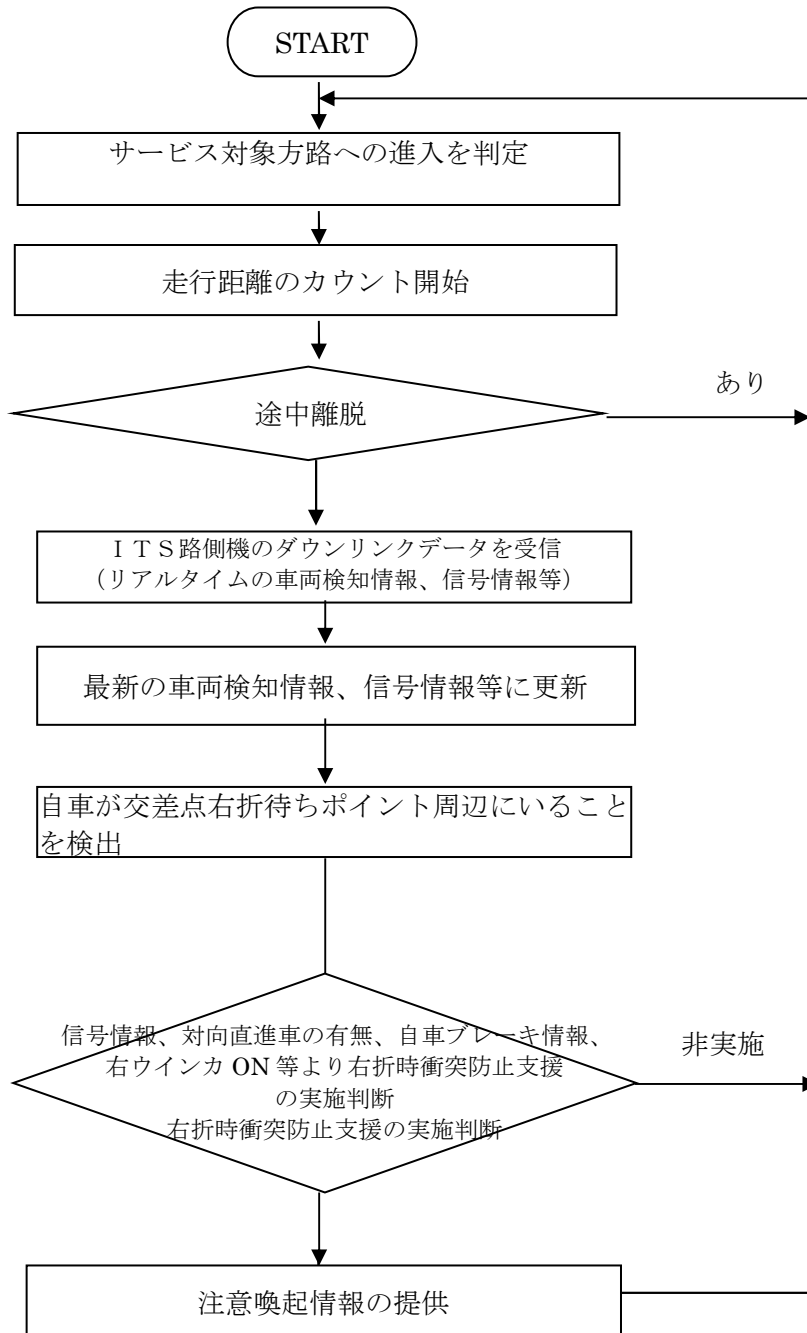 START
サービス対象方路への進入を判定
走行距離のカウント開始
途中離脱
あり
ＩＴＳ路側機のダウンリンクデータを受信
（リアルタイムの車両検知情報、信号情報等）
最新の車両検知情報、信号情報等に更新
自車が交差点右折待ちポイント周辺にいること
を検出
信号情報、対向直進車の有無、自車ブレーキ情報、
右ウインカ ON 等より右折時衝突防止支援
の実施判断
右折時衝突防止支援の実施判断
非実施
注意喚起情報の提供